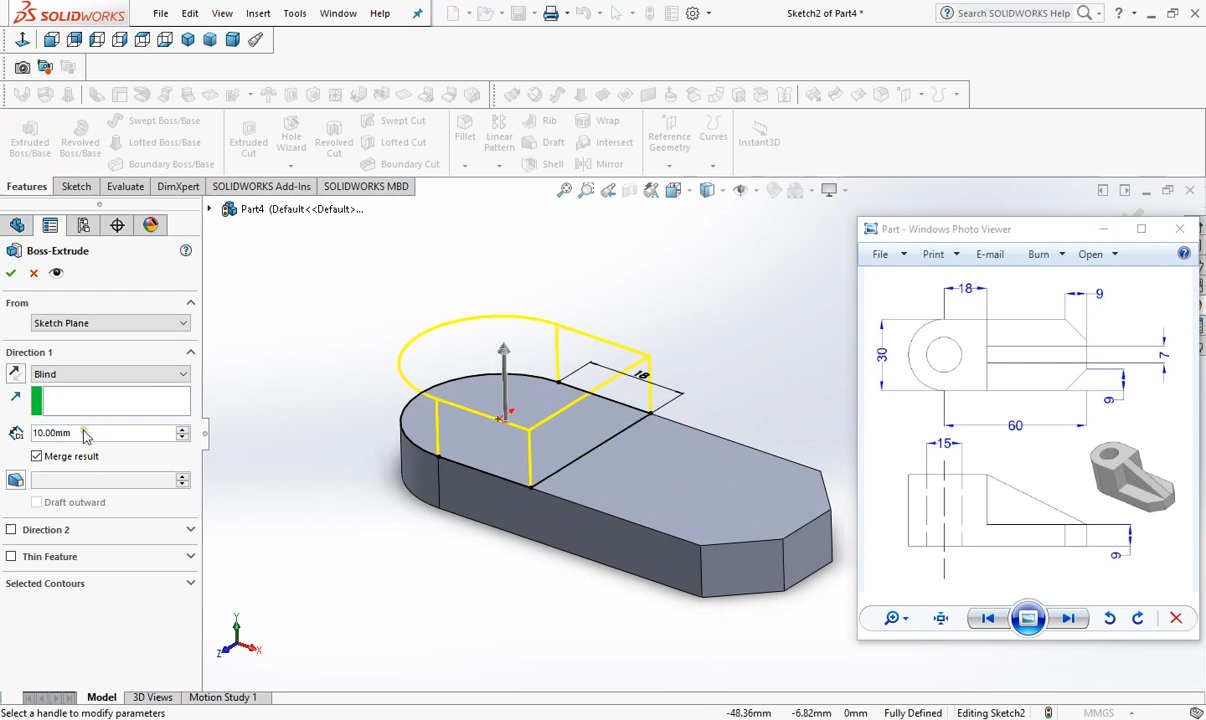 SOLIDWORKS
File Edit View Insert Tools Window Help
Sketch2 of Part4 *
Search SOLIDWORKS Help
?
Extruded Boss/Base
Revolved Boss/Base
Swept Boss/Base
Lofted Boss/Base
Boundary Boss/Base
Extruded Cut
Hole Wizard
Revolved Cut
Swept Cut
Lofted Cut
Boundary Cut
Fillet
Linear Pattern
Rib
Draft
Shell
Wrap
Intersect
Mirror
Reference Geometry
Curves
Instant3D
Features Sketch Evaluate DimXpert SOLIDWORKS Add-Ins SOLIDWORKS MBD
Part4 (Default<<Default>...
Boss-Extrude
From
Sketch Plane
Direction 1
Blind
D1
10.00mm
Merge result
Draft outward
Direction 2
Thin Feature
Selected Contours
18
Y
Z
X
Part - Windows Photo Viewer
File Print E-mail Burn Open
18
9
30
7
9
60
15
9
Model 3D Views Motion Study 1
Select a handle to modify parameters
-48.36mm -6.82mm 0mm Fully Defined Editing Sketch2 MMGS